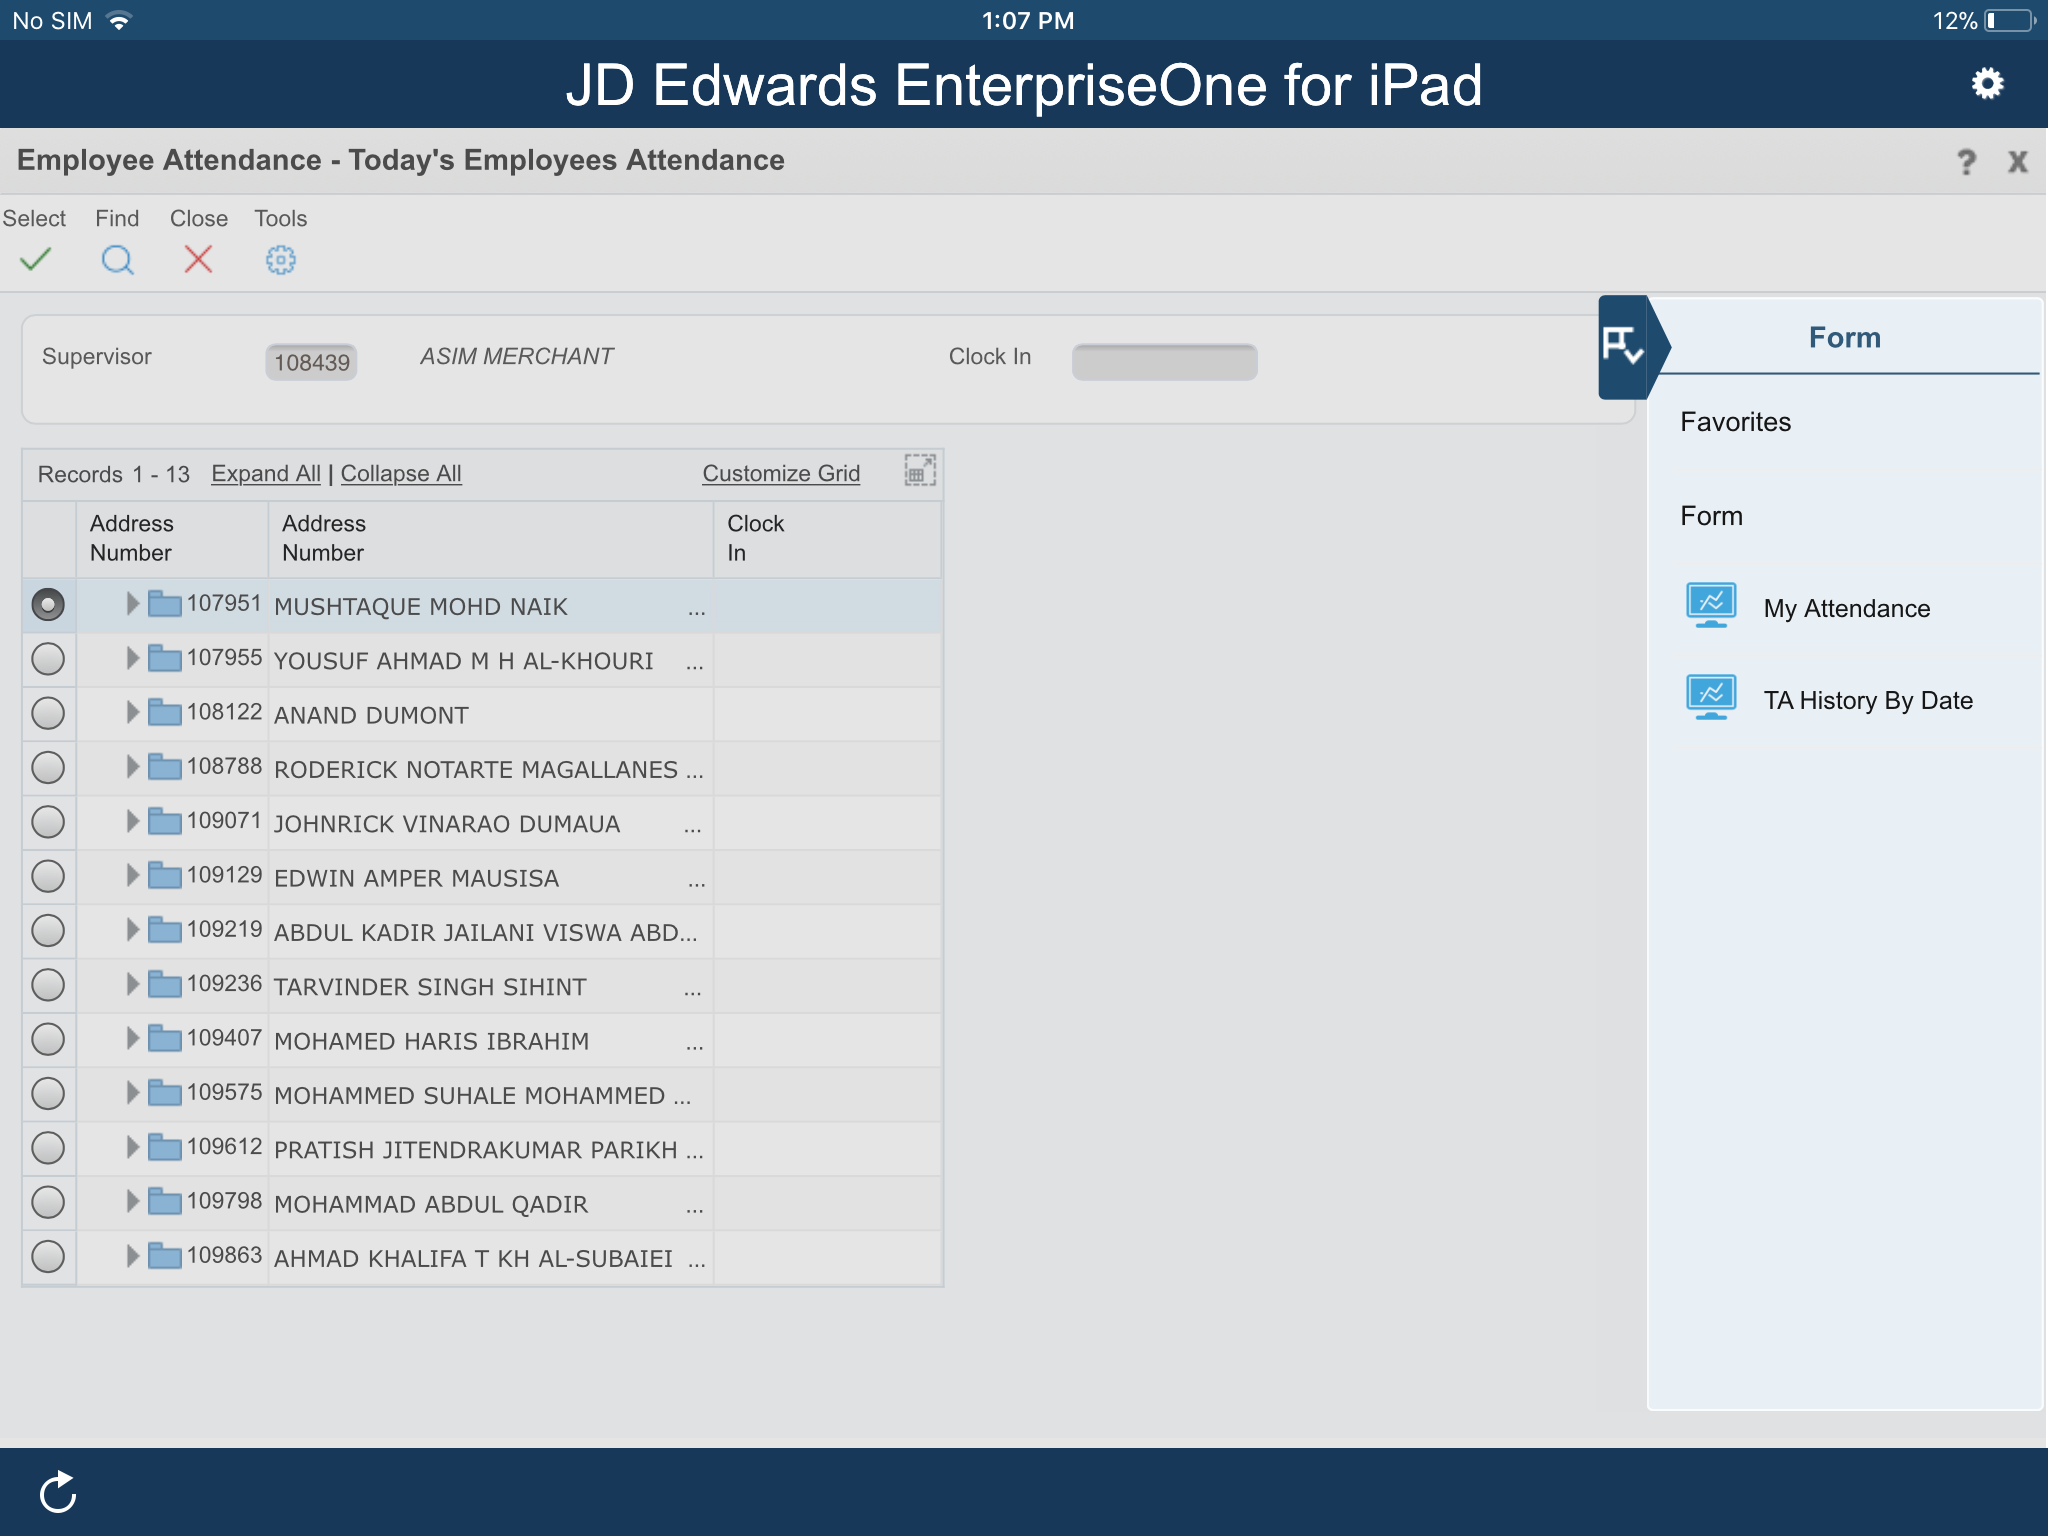 No SIM 1:07 PM 12%
JD Edwards EnterpriseOne for iPad
Employee Attendance - Today's Employees Attendance ? X
Select Find Close Tools
Supervisor 108439 ASIM MERCHANT Clock In
Form
Favorites
Form
My Attendance
TA History By Date
Records 1 - 13 Expand All | Collapse All Customize Grid
Address Number Address Number Clock In
107951 MUSHTAQUE MOHD NAIK ...
107955 YOUSUF AHMAD M H AL-KHOURI ...
108122 ANAND DUMONT
108788 RODERICK NOTARTE MAGALLANES ...
109071 JOHNRICK VINARAO DUMAUA ...
109129 EDWIN AMPER MAUSISA ...
109219 ABDUL KADIR JAILANI VISWA ABD...
109236 TARVINDER SINGH SIHINT ...
109407 MOHAMED HARIS IBRAHIM ...
109575 MOHAMMED SUHALE MOHAMMED ...
109612 PRATISH JITENDRAKUMAR PARIKH ...
109798 MOHAMMAD ABDUL QADIR ...
109863 AHMAD KHALIFA T KH AL-SUBAIEI ...